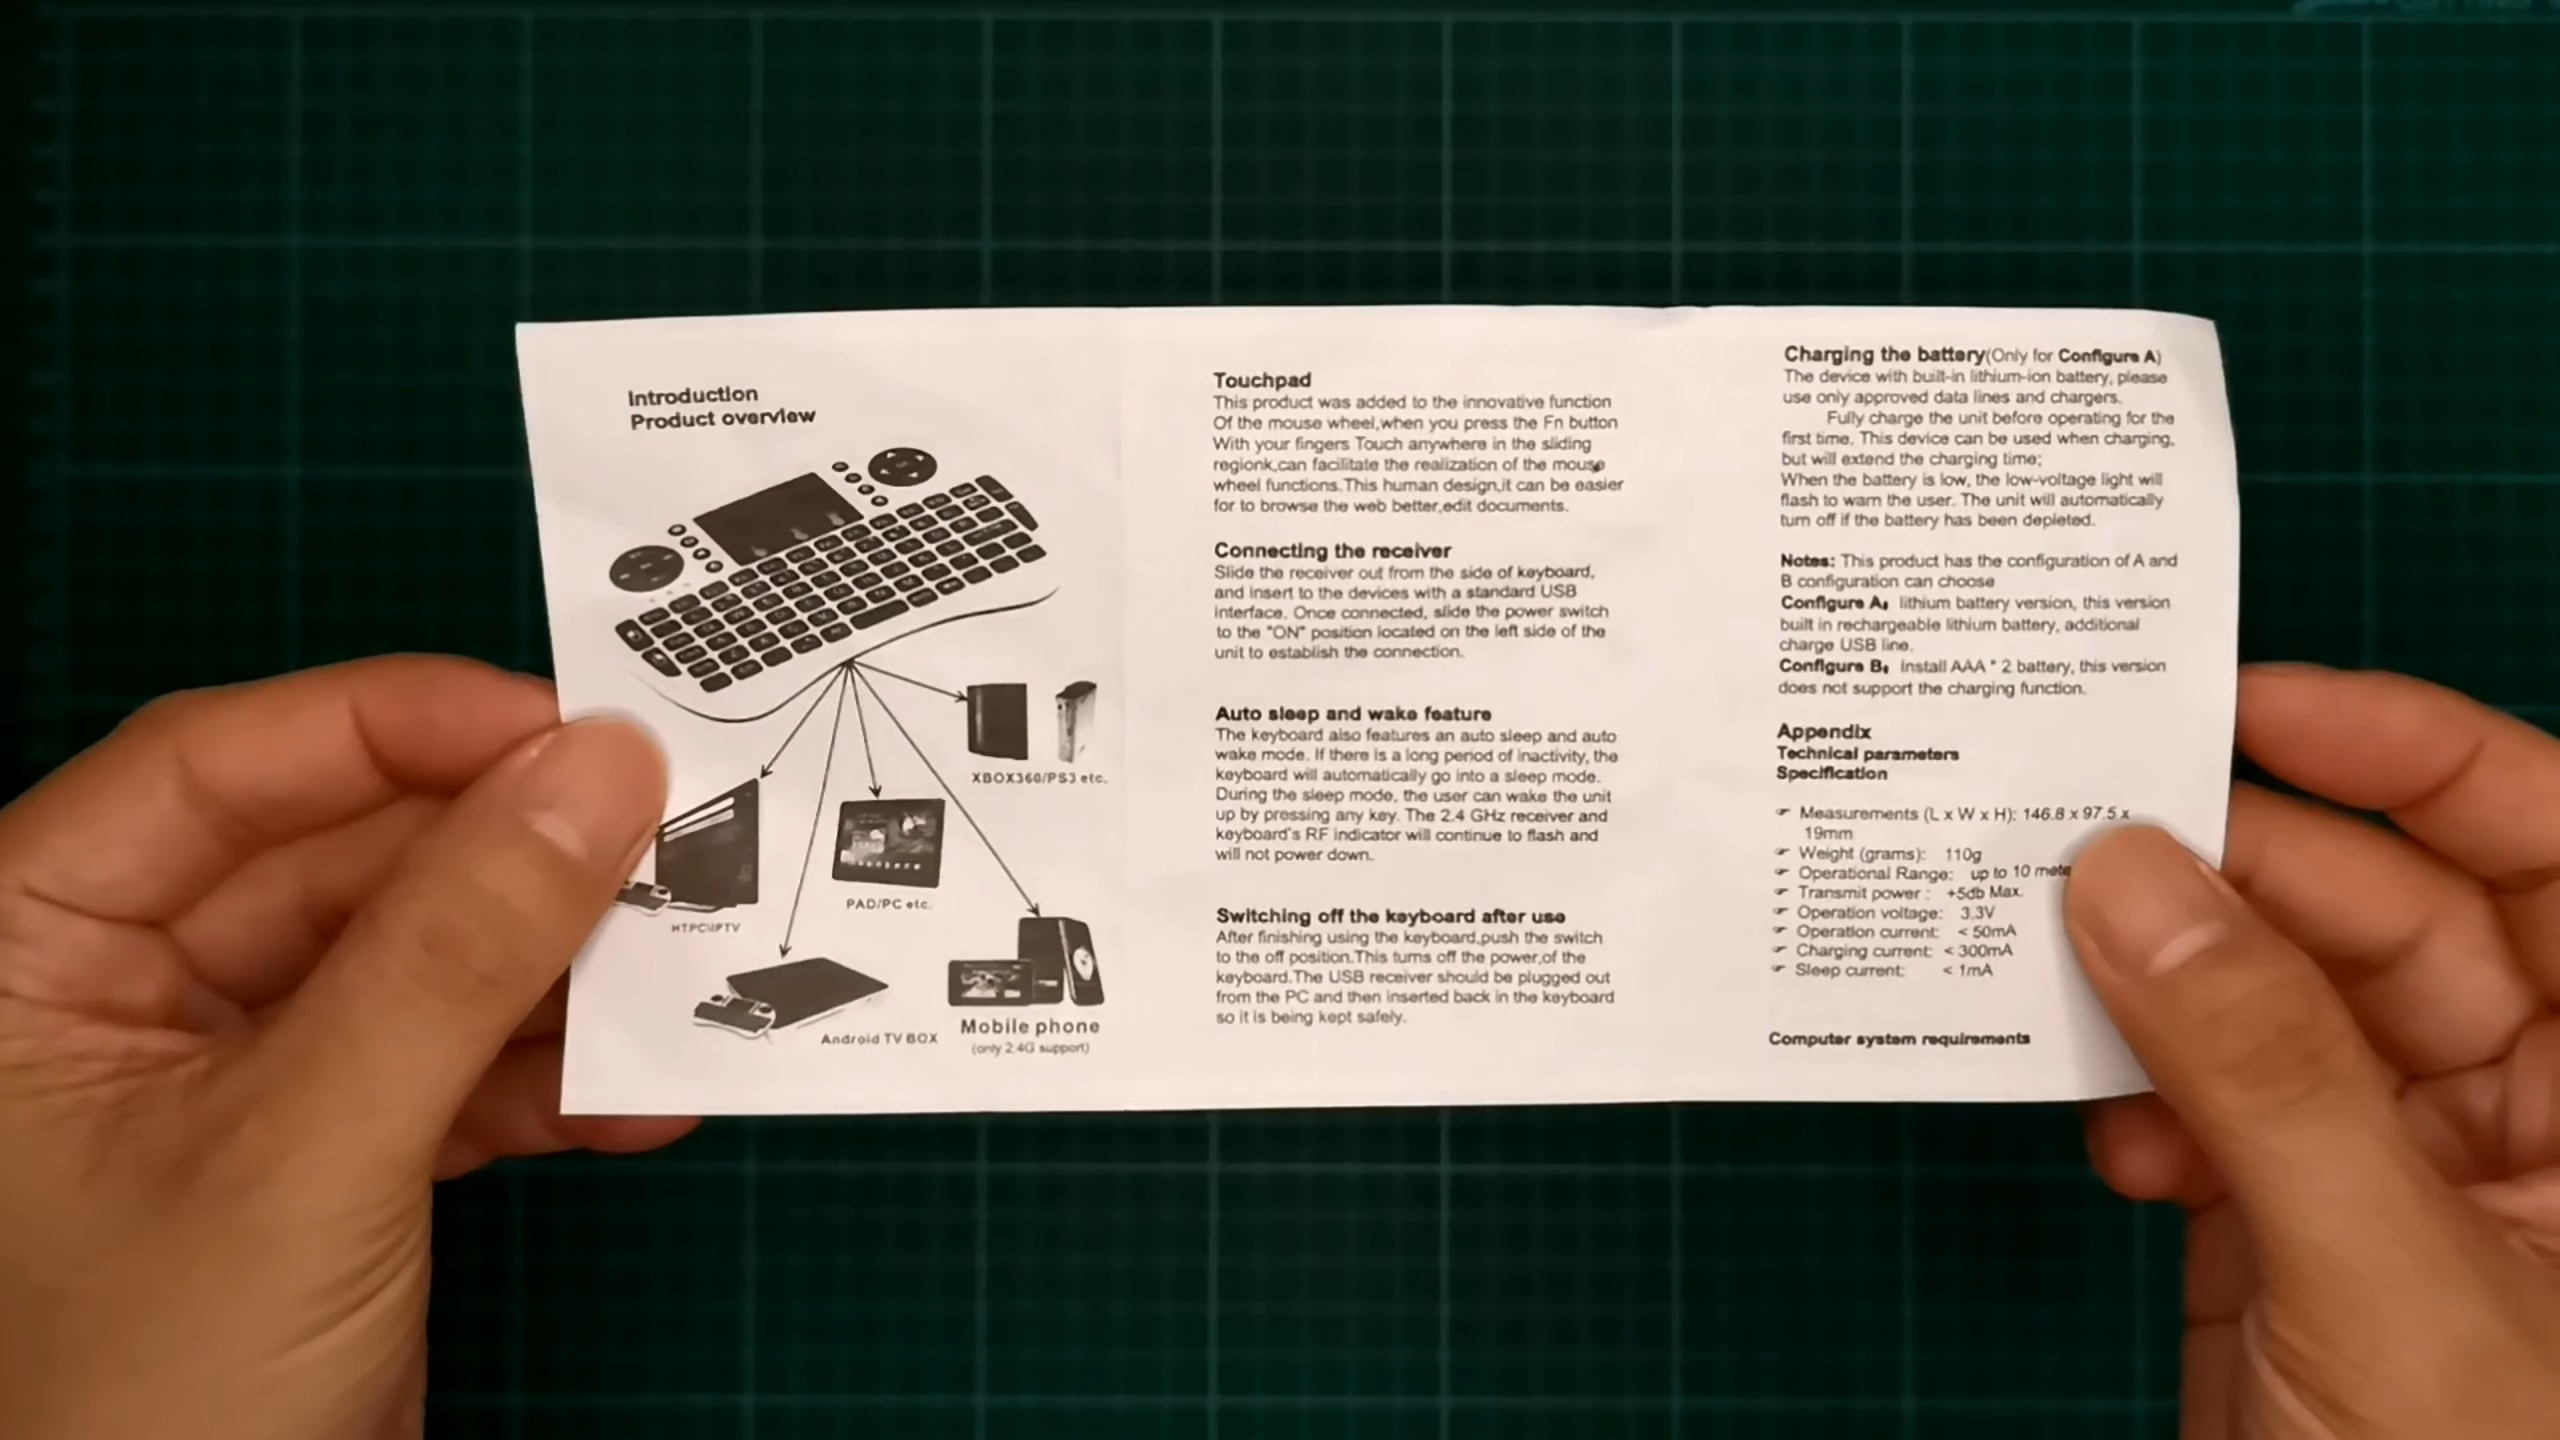 Introduction
Product overview
XBOX360/PS3 etc.
PAD/PC etc.
HTPC\IPTV
Android TV BOX
Mobile phone
(only 2.4G support)
Touchpad
This product was added to the innovative function
Of the mouse wheel,when you press the Fn button
With your fingers Touch anywhere in the sliding
regionk,can facilitate the realization of the mouse
wheel functions.This human design,it can be easier
for to browse the web better,edit documents.
Connecting the receiver
Slide the receiver out from the side of keyboard,
and insert to the devices with a standard USB
interface. Once connected, slide the power switch
to the "ON" position located on the left side of the
unit to establish the connection.
Auto sleep and wake feature
The keyboard also features an auto sleep and auto
wake mode. If there is a long period of inactivity, the
keyboard will automatically go into a sleep mode.
During the sleep mode, the user can wake the unit
up by pressing any key. The 2.4 GHz receiver and
keyboard's RF indicator will continue to flash and
will not power down.
Switching off the keyboard after use
After finishing using the keyboard,push the switch
to the off position.This turns off the power,of the
keyboard.The USB receiver should be plugged out
from the PC and then inserted back in the keyboard
so it is being kept safely.
Charging the battery(Only for Configure A)
The device with built-in lithium-ion battery, please
use only approved data lines and chargers.
Fully charge the unit before operating for the
first time. This device can be used when charging,
but will extend the charging time;
When the battery is low, the low-voltage light will
flash to warn the user. The unit will automatically
turn off if the battery has been depleted.
Notes: This product has the configuration of A and
B configuration can choose
Configure A: lithium battery version, this version
built in rechargeable lithium battery, additional
charge USB line.
Configure B: Install AAA * 2 battery, this version
does not support the charging function.
Appendix
Technical parameters
Specification
Measurements (L x W x H): 146.8 x 97.5 x
19mm
Weight (grams): 110g
Operational Range: up to 10 mete
Transmit power : +5db Max.
Operation voltage: 3.3V
Operation current: < 50mA
Charging current: < 300mA
Sleep current: < 1mA
Computer system requirements